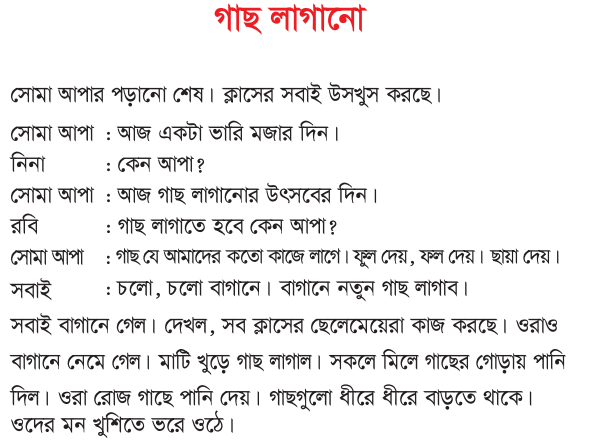 গাছ লাগানো
সোমা আপার পড়ানো শেষ। ক্লাসের সবাই উসখুস করছে।
সোমা আপা : আজ একটা ভারি মজার দিন।
নিনা : কেন আপা?
সোমা আপা : আজ গাছ লাগানোর উৎসবের দিন।
রবি : গাছ লাগাতে হবে কেন আপা?
সোমা আপা : গাছ যে আমাদের কতো কাজে লাগে। ফুল দেয়, ফল দেয়। ছায়া দেয়।
সবাই : চলো, চলো বাগানে। বাগানে নতুন গাছ লাগাব।
সবাই বাগানে গেল। দেখল, সব ক্লাসের ছেলেমেয়েরা কাজ করছে। ওরাও
বাগানে নেমে গেল। মাটি খুড়ে গাছ লাগাল। সকলে মিলে গাছের গোড়ায় পানি
দিল। ওরা রোজ গাছে পানি দেয়। গাছগুলো ধীরে ধীরে বাড়তে থাকে।
ওদের মন খুশিতে ভরে ওঠে।